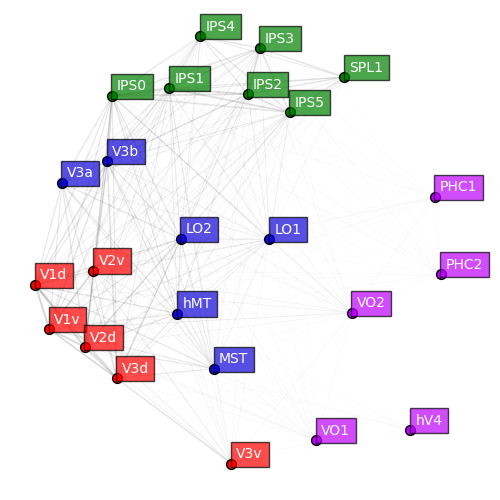 IPS4
IPS3
SPL1
IPS1
IPS0
IPS2
IPS5
V3b
V3a
PHC1
LO2
LO1
V2v
PHC2
V1d
hMT
VO2
V1v
V2d
V3d
MST
hV4
VO1
V3v